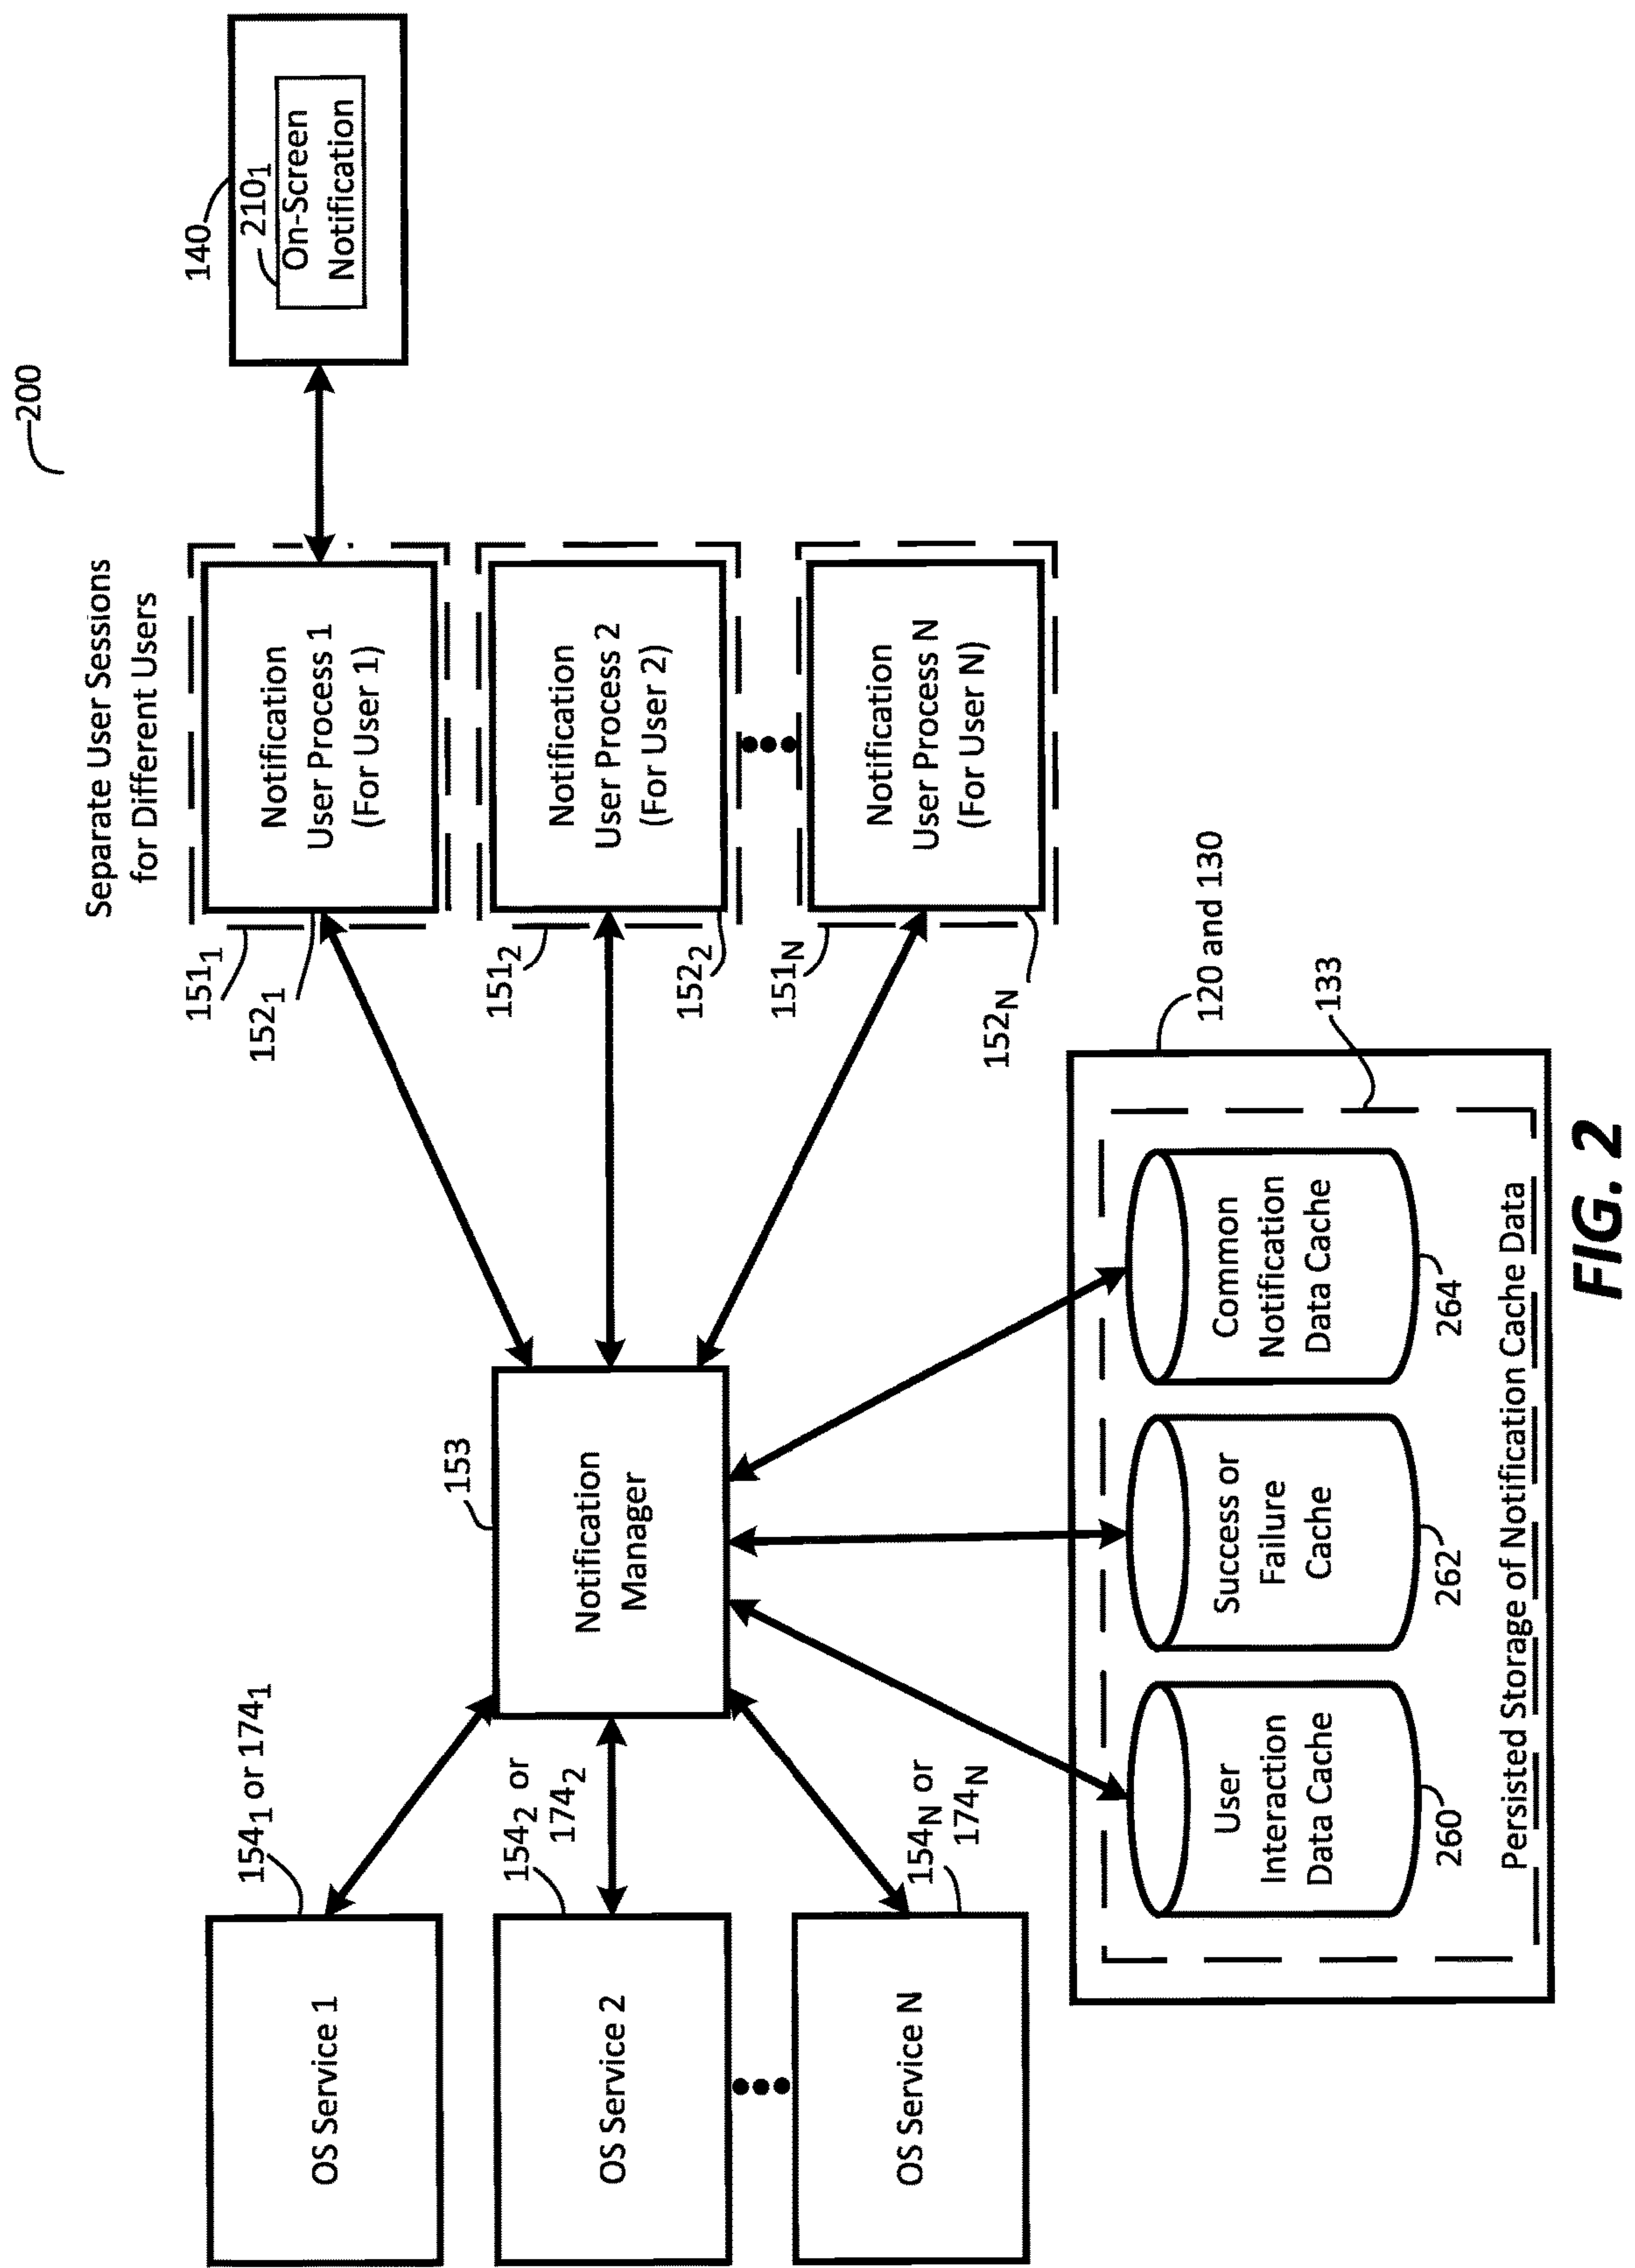 200
Separate User Sessions
for Different Users
140
210₁
On-Screen
Notification
154₁ or 174₁
OS Service 1
153
Notification
Manager
151₁
152₁
Notification
User Process 1
(For User 1)
154₂ or
174₂
OS Service 2
151₂
152₂
Notification
User Process 2
(For User 2)
154N or
174N
OS Service N
151N
152N
Notification
User Process N
(For User N)
120 and 130
133
User
Interaction
Data Cache
260
Success or
Failure
Cache
262
Common
Notification
Data Cache
264
Persisted Storage of Notification Cache Data
FIG. 2